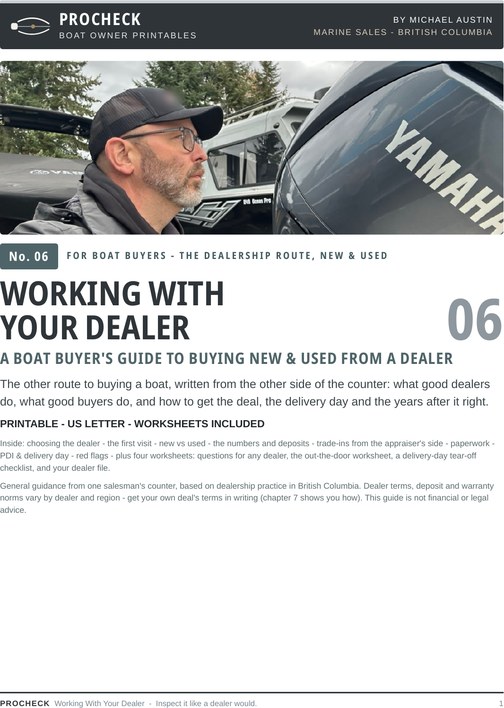 PROCHECK
BOAT OWNER PRINTABLES
BY MICHAEL AUSTIN
MARINE SALES - BRITISH COLUMBIA
YAMAHA
No. 06
FOR BOAT BUYERS - THE DEALERSHIP ROUTE, NEW & USED
WORKING WITH
YOUR DEALER
06
A BOAT BUYER'S GUIDE TO BUYING NEW & USED FROM A DEALER
The other route to buying a boat, written from the other side of the counter: what good dealers
do, what good buyers do, and how to get the deal, the delivery day and the years after it right.
PRINTABLE - US LETTER - WORKSHEETS INCLUDED
Inside: choosing the dealer - the first visit - new vs used - the numbers and deposits - trade-ins from the appraiser's side - paperwork -
PDI & delivery day - red flags - plus four worksheets: questions for any dealer, the out-the-door worksheet, a delivery-day tear-off
checklist, and your dealer file.
General guidance from one salesman's counter, based on dealership practice in British Columbia. Dealer terms, deposit and warranty
norms vary by dealer and region - get your own deal's terms in writing (chapter 7 shows you how). This guide is not financial or legal
advice.
PROCHECK Working With Your Dealer - Inspect it like a dealer would.
1